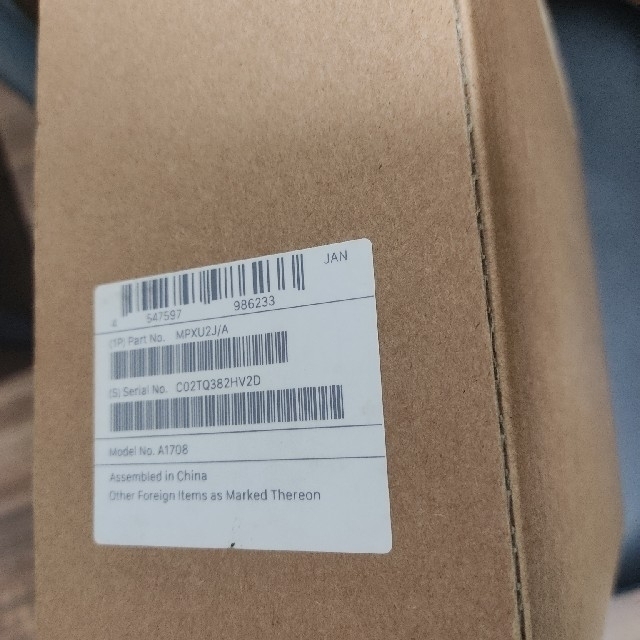 JAN
4 547597 986233
(1P) Part No. MPXU2J/A
(S) Serial No. C02TQ382HV2D
Model No. A1708
Assembled in China
Other Foreign Items as Marked Thereon